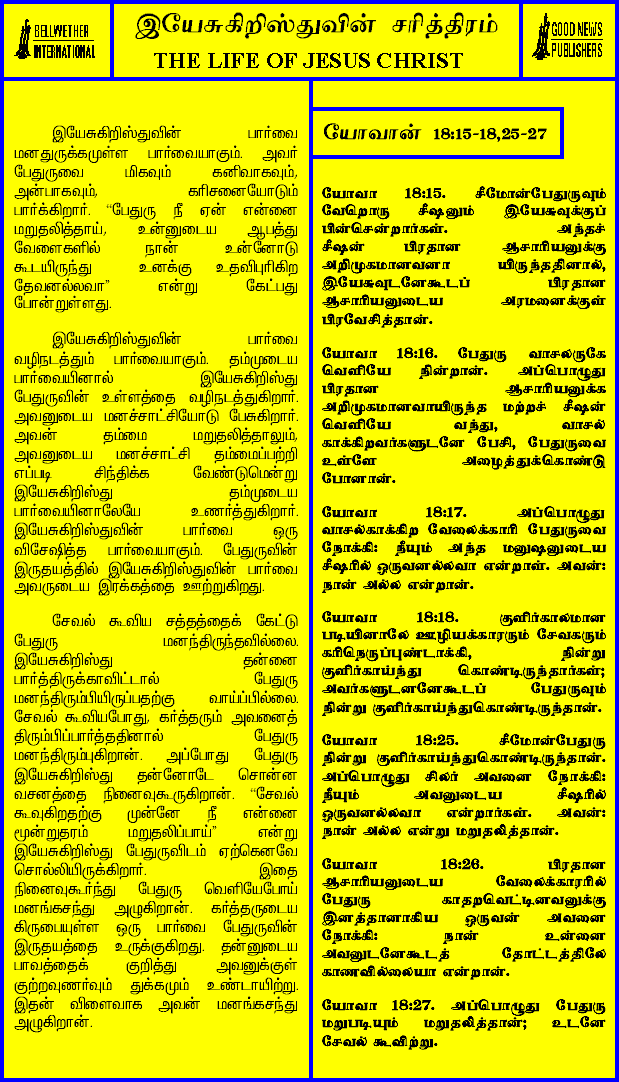 BELLWETHER
INTERNATIONAL
இயேசுகிறிஸ்துவின் சரித்திரம்
THE LIFE OF JESUS CHRIST
GOOD NEWS
PUBLISHERS
இயேசுகிறிஸ்துவின் பார்வை
மனதுருக்கமுள்ள பார்வையாகும். அவர்
பேதுருவை மிகவும் கனிவாகவும்,
அன்பாகவும், கரிசனையோடும்
பார்க்கிறார். “பேதுரு நீ ஏன் என்னை
மறுதலித்தாய், உன்னுடைய ஆபத்து
வேளைகளில் நான் உன்னோடு
கூடயிருந்து உனக்கு உதவிபுரிகிற
தேவனல்லவா” என்று கேட்பது
போன்றுள்ளது.
இயேசுகிறிஸ்துவின் பார்வை
வழிநடத்தும் பார்வையாகும். தம்முடைய
பார்வையினால் இயேசுகிறிஸ்து
பேதுருவின் உள்ளத்தை வழிநடத்துகிறார்.
அவனுடைய மனச்சாட்சியோடு பேசுகிறார்.
அவன் தம்மை மறுதலித்தாலும்,
அவனுடைய மனச்சாட்சி தம்மைப்பற்றி
எப்படி சிந்திக்க வேண்டுமென்று
இயேசுகிறிஸ்து தம்முடைய
பார்வையினாலேயே உணர்த்துகிறார்.
இயேசுகிறிஸ்துவின் பார்வை ஒரு
விசேஷித்த பார்வையாகும். பேதுருவின்
இருதயத்தில் இயேசுகிறிஸ்துவின் பார்வை
அவருடைய இரக்கத்தை ஊற்றுகிறது.
சேவல் கூவிய சத்தத்தைக் கேட்டு
பேதுரு மனந்திருந்தவில்லை.
இயேசுகிறிஸ்து தன்னை
பார்த்திருக்காவிட்டால் பேதுரு
மனந்திரும்பியிருப்பதற்கு வாய்ப்பில்லை.
சேவல் கூவியபோது, கர்த்தரும் அவனைத்
திரும்பிப்பார்த்ததினால் பேதுரு
மனந்திரும்புகிறான். அப்போது பேதுரு
இயேசுகிறிஸ்து தன்னோடே சொன்ன
வசனத்தை நினைவுகூருகிறான். “சேவல்
கூவுகிறதற்கு முன்னே நீ என்னை
மூன்றுதரம் மறுதலிப்பாய்” என்று
இயேசுகிறிஸ்து பேதுருவிடம் ஏற்கெனவே
சொல்லியிருக்கிறார். இதை
நினைவுகூர்ந்து பேதுரு வெளியேபோய்
மனங்கசந்து அழுகிறான். கர்த்தருடைய
கிருபையுள்ள ஒரு பார்வை பேதுருவின்
இருதயத்தை உருக்குகிறது. தன்னுடைய
பாவத்தைக் குறித்து அவனுக்குள்
குற்றவுணர்வும் துக்கமும் உண்டாயிற்று.
இதன் விளைவாக அவன் மனங்கசந்து
அழுகிறான்.
யோவான் 18:15-18,25-27
யோவா 18:15. சீமோன்பேதுருவும்
வேறொரு சீஷனும் இயேசுவுக்குப்
பின்சென்றார்கள். அந்தச்
சீஷன் பிரதான ஆசாரியனுக்கு
அறிமுகமானவனா யிருந்ததினால்,
இயேசுவுடனேகூடப் பிரதான
ஆசாரியனுடைய அரமனைக்குள்
பிரவேசித்தான்.
யோவா 18:16. பேதுரு வாசலருகே
வெளியே நின்றான். அப்பொழுது
பிரதான ஆசாரியனுக்க
அறிமுகமானவாயிருந்த மற்றச் சீஷன்
வெளியே வந்து, வாசல்
காக்கிறவர்களுடனே பேசி, பேதுருவை
உள்ளே அழைத்துக்கொண்டு
போனான்.
யோவா 18:17. அப்பொழுது
வாசல்காக்கிற வேலைக்காரி பேதுருவை
நோக்கி: நீயும் அந்த மனுஷனுடைய
சீஷரில் ஒருவனல்லவா என்றான். அவன்:
நான் அல்ல என்றான்.
யோவா 18:18. குளிர்காலமான
படியினாலே ஊழியக்காரரும் சேவகரும்
கரிநெருப்புண்டாக்கி, நின்று
குளிர்காய்ந்து கொண்டிருந்தார்கள்;
அவர்களுடனனேகூடப் பேதுருவும்
நின்று குளிர்காய்ந்துகொண்டிருந்தான்.
யோவா 18:25. சீமோன்பேதுரு
நின்று குளிர்காய்ந்துகொண்டிருந்தான்.
அப்பொழுது சிலர் அவனை நோக்கி:
நீயும் அவனுடைய சீஷரில்
ஒருவனல்லவா என்றார்கள். அவன்:
நான் அல்ல என்று மறுதலித்தான்.
யோவா 18:26. பிரதான
ஆசாரியனுடைய வேலைக்காரரில்
பேதுரு காதறவெட்டினவனுக்கு
இனத்தானாகிய ஒருவன் அவனை
நோக்கி: நான் உன்னை
அவனுடனேகூடத் தோட்டத்திலே
காணவில்லையா என்றான்.
யோவா 18:27. அப்பொழுது பேதுரு
மறுபடியும் மறுதலித்தான்; உடனே
சேவல் கூவிற்று.